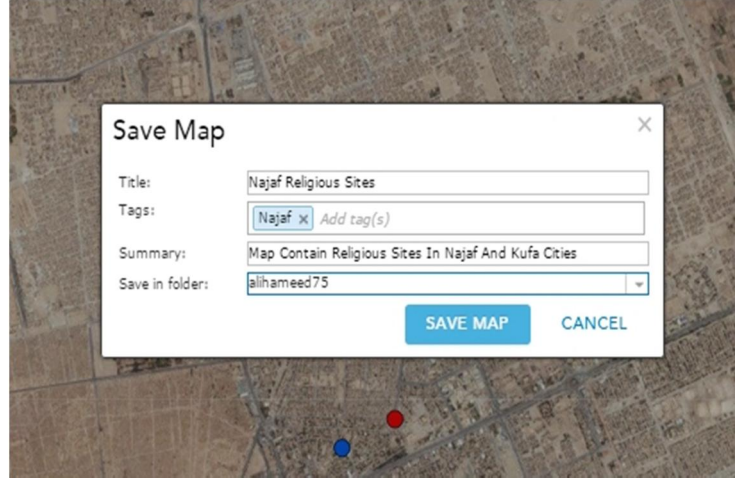 Save Map
Title: Najaf Religious Sites
Tags: Najaf x Add tag(s)
Summary: Map Contain Religious Sites In Najaf And Kufa Cities
Save in folder: alihameed75
SAVE MAP CANCEL